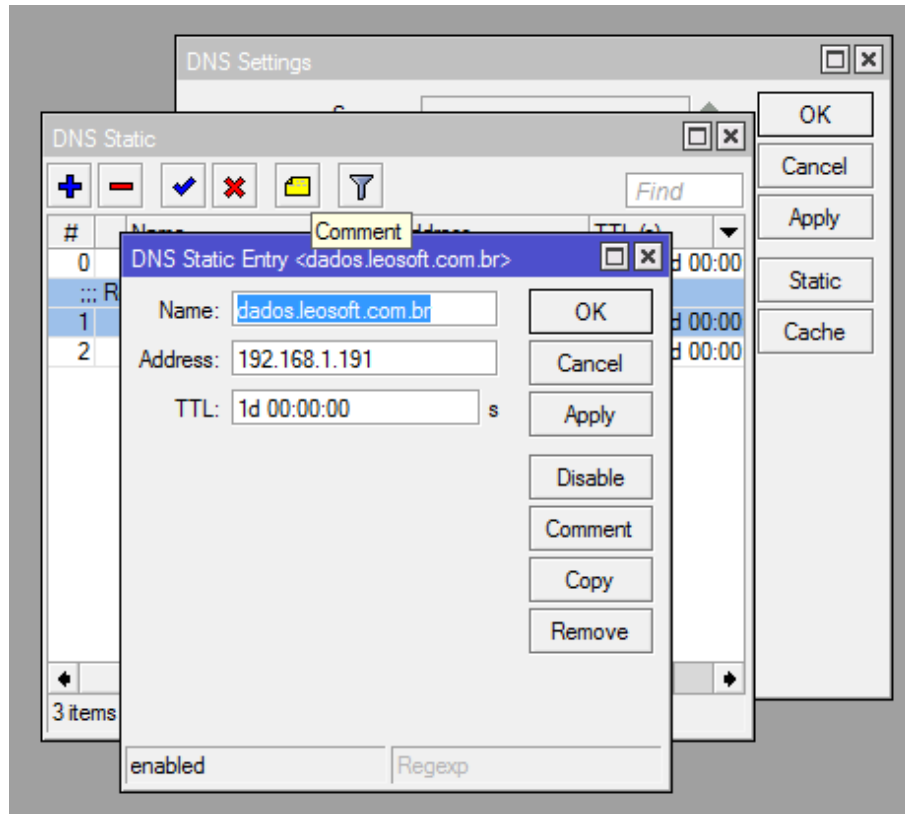 DNS Settings
OK
Cancel
Apply
Static
Cache
DNS Static
Find
Comment
#
0 d 00:00
;;; R
1 d 00:00
2 d 00:00
3 items
DNS Static Entry <dados.leosoft.com.br>
Name: dados.leosoft.com.br
Address: 192.168.1.191
TTL: 1d 00:00:00 s
OK
Cancel
Apply
Disable
Comment
Copy
Remove
enabled
Regexp